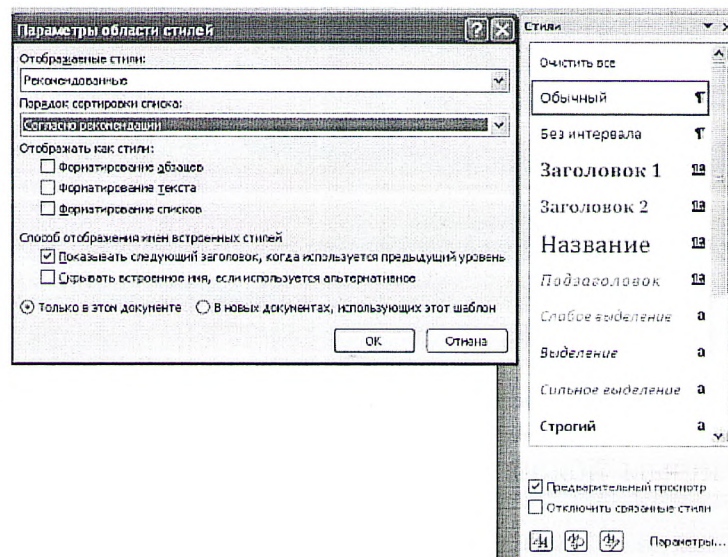 Параметры области стилей
Отображаемые стили:
Рекомендованные
Порядок сортировки списка:
Согласно рекомендации
Отображать как стили:
Форматирование абзацев
Форматирование текста
Форматирование списков
Способ отображения имен встроенных стилей
Показывать следующий заголовок, когда используется предыдущий уровень
Скрывать встроенное имя, если используется альтернативное
Только в этом документе В новых документах, использующих этот шаблон
ОК Отмена
Стили
Очистить все
Обычный ¶
Без интервала ¶
Заголовок 1 ¶a
Заголовок 2 ¶a
Название ¶a
Подзаголовок ¶a
Слабое выделение a
Выделение a
Сильное выделение a
Строгий a
Предварительный просмотр
Отключить связанные стили
Параметры...